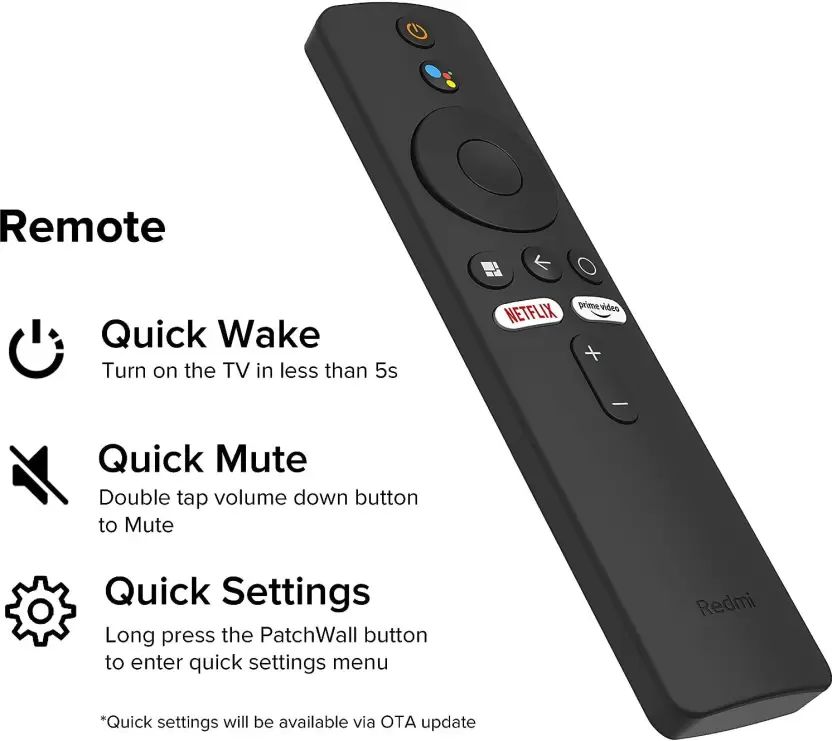 Remote
Quick Wake
Turn on the TV in less than 5s
Quick Mute
Double tap volume down button
to Mute
Quick Settings
Long press the PatchWall button
to enter quick settings menu
*Quick settings will be available via OTA update
NETFLIX
prime video
+
−
Redmi